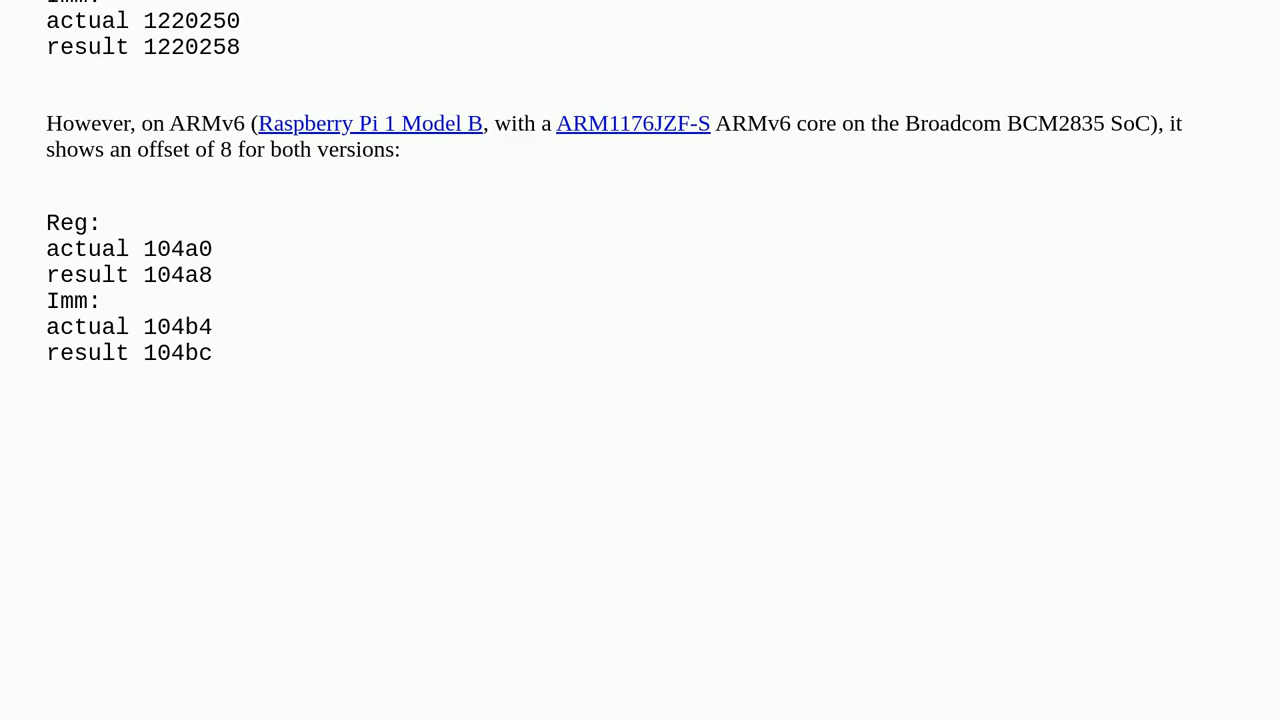 actual 1220250
result 1220258
However, on ARMv6 (Raspberry Pi 1 Model B, with a ARM1176JZF-S ARMv6 core on the Broadcom BCM2835 SoC), it
shows an offset of 8 for both versions:
Reg:
actual 104a0
result 104a8
Imm:
actual 104b4
result 104bc